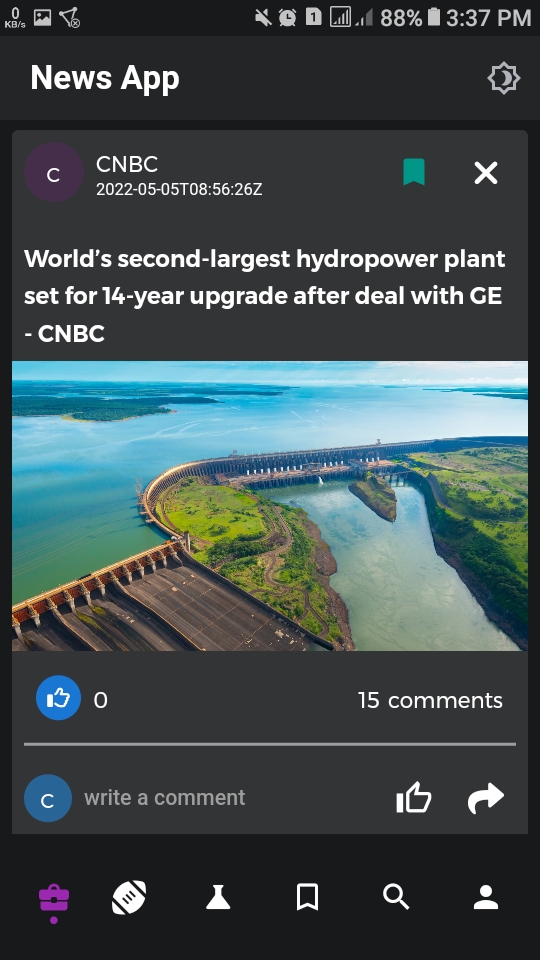 0 KB/s 1 88% 3:37 PM
News App
C CNBC
2022-05-05T08:56:26Z
World’s second-largest hydropower plant
set for 14-year upgrade after deal with GE
- CNBC
0 15 comments
C write a comment